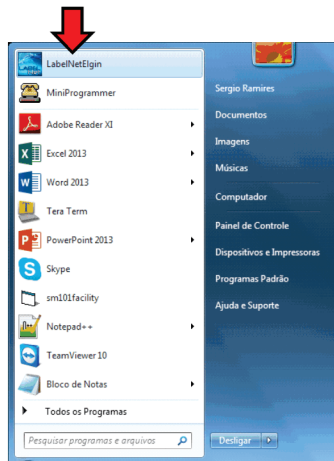 LabelNetElgin
MiniProgrammer
Adobe Reader XI
Excel 2013
Word 2013
Tera Term
PowerPoint 2013
Skype
sm101facility
Notepad++
TeamViewer 10
Bloco de Notas
Todos os Programas
Pesquisar programas e arquivos
Sergio Ramires
Documentos
Imagens
Músicas
Computador
Painel de Controle
Dispositivos e Impressoras
Programas Padrão
Ajuda e Suporte
Desligar